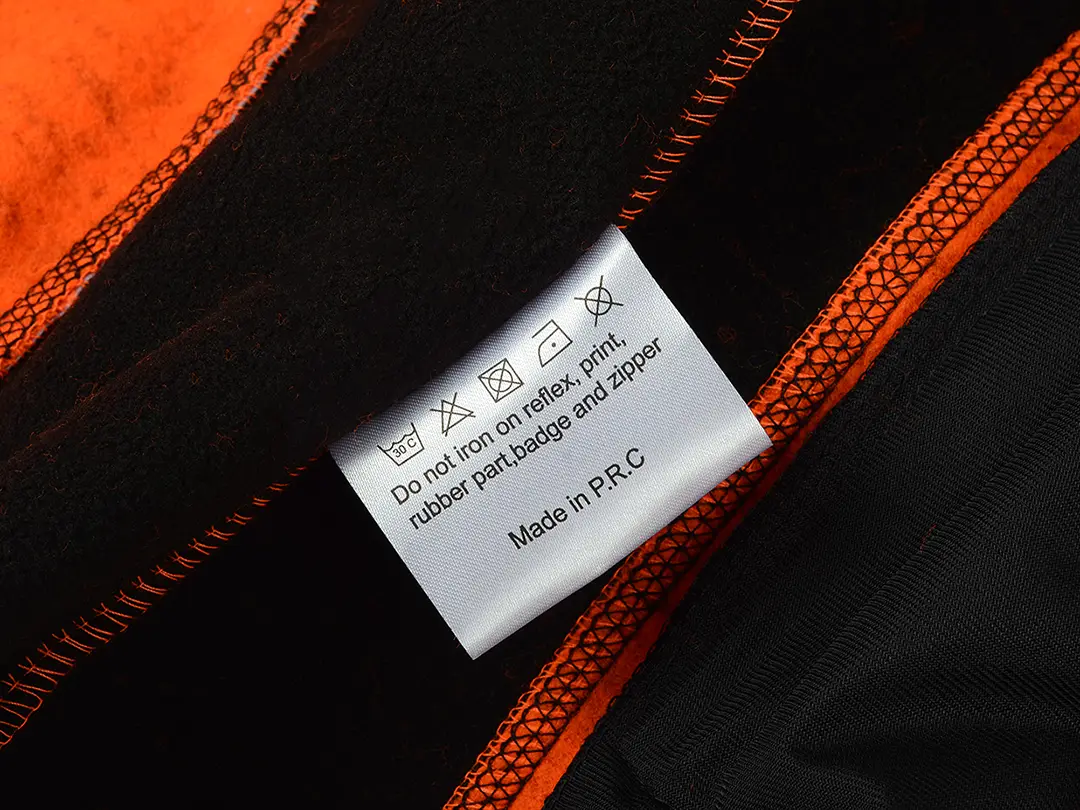 30 C
Do not iron on reflex, print,
rubber part,badge and zipper
Made in P.R.C